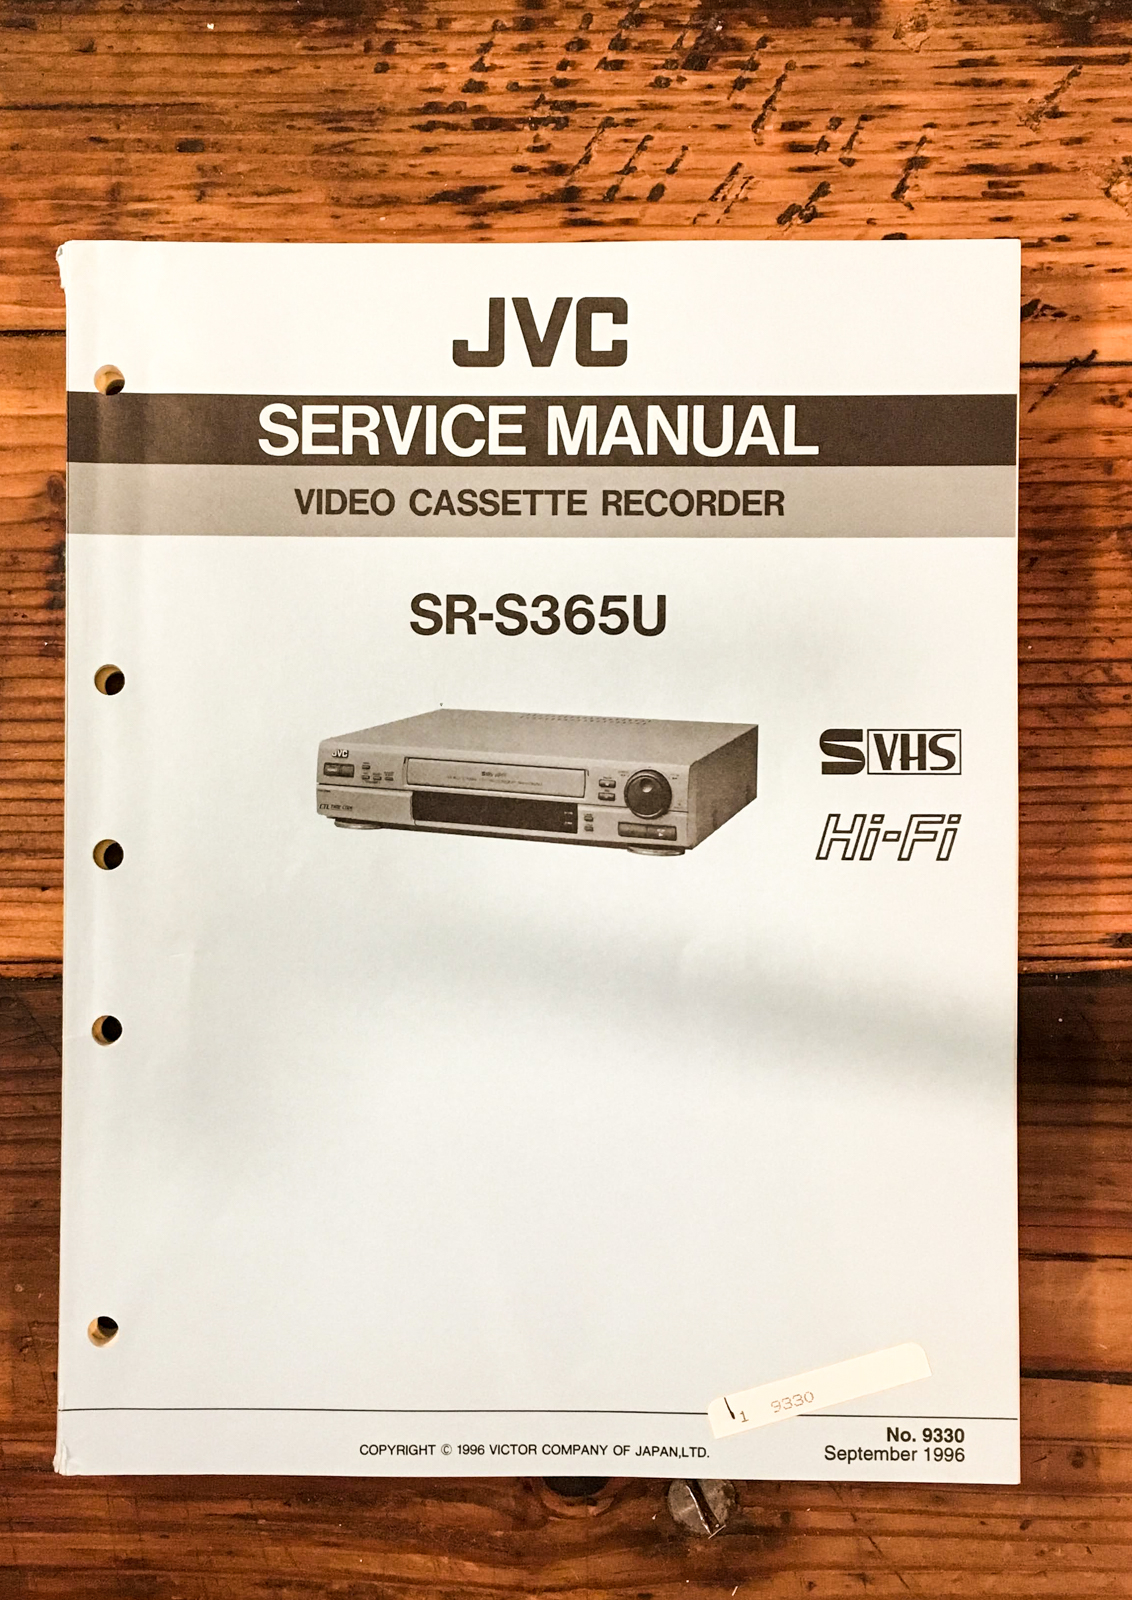 JVC
SERVICE MANUAL
VIDEO CASSETTE RECORDER
SR-S365U
JVC
S VHS
Hi-Fi
1 9330
No. 9330
COPYRIGHT © 1996 VICTOR COMPANY OF JAPAN,LTD.
September 1996